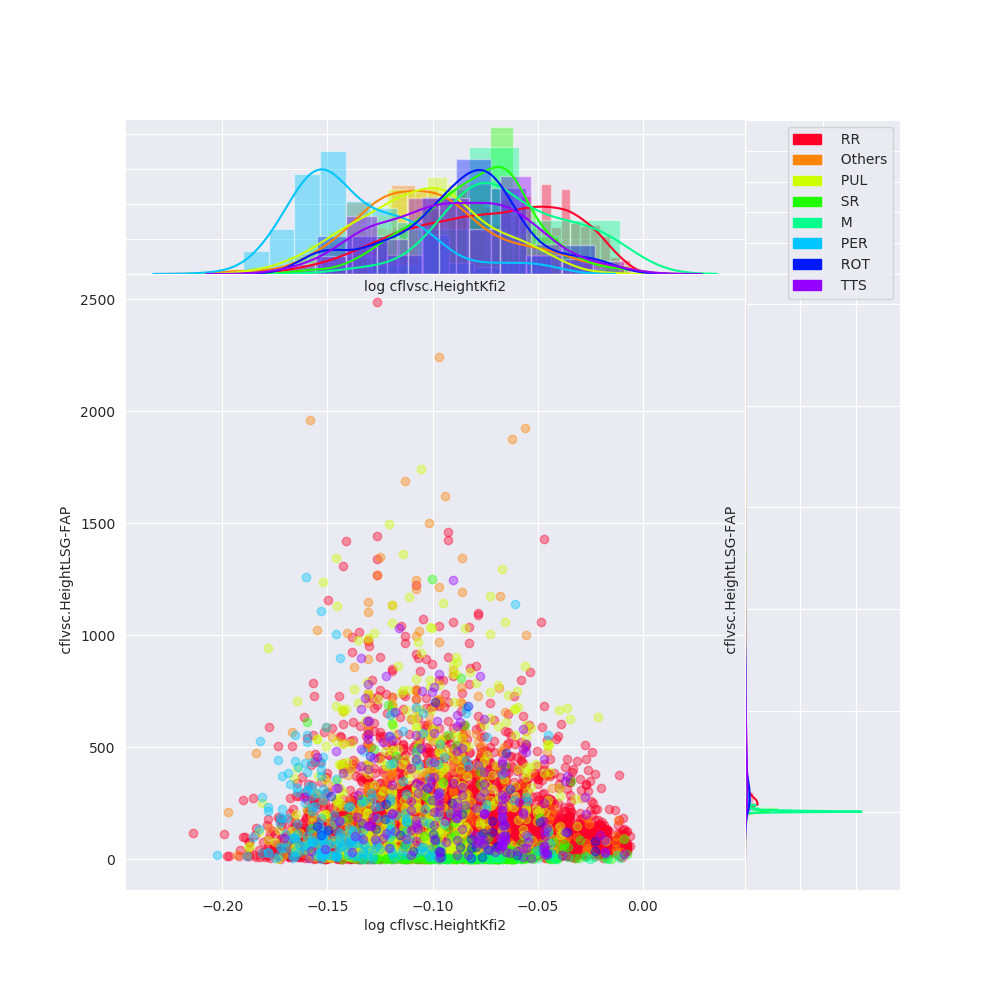 RR
Others
PUL
SR
M
PER
ROT
TTS
log cflvsc.HeightKfi2
2500
2000
1500
1000
500
0
cflvsc.HeightLSG-FAP
cflvsc.HeightLSG-FAP
−0.20
−0.15
−0.10
−0.05
0.00
log cflvsc.HeightKfi2